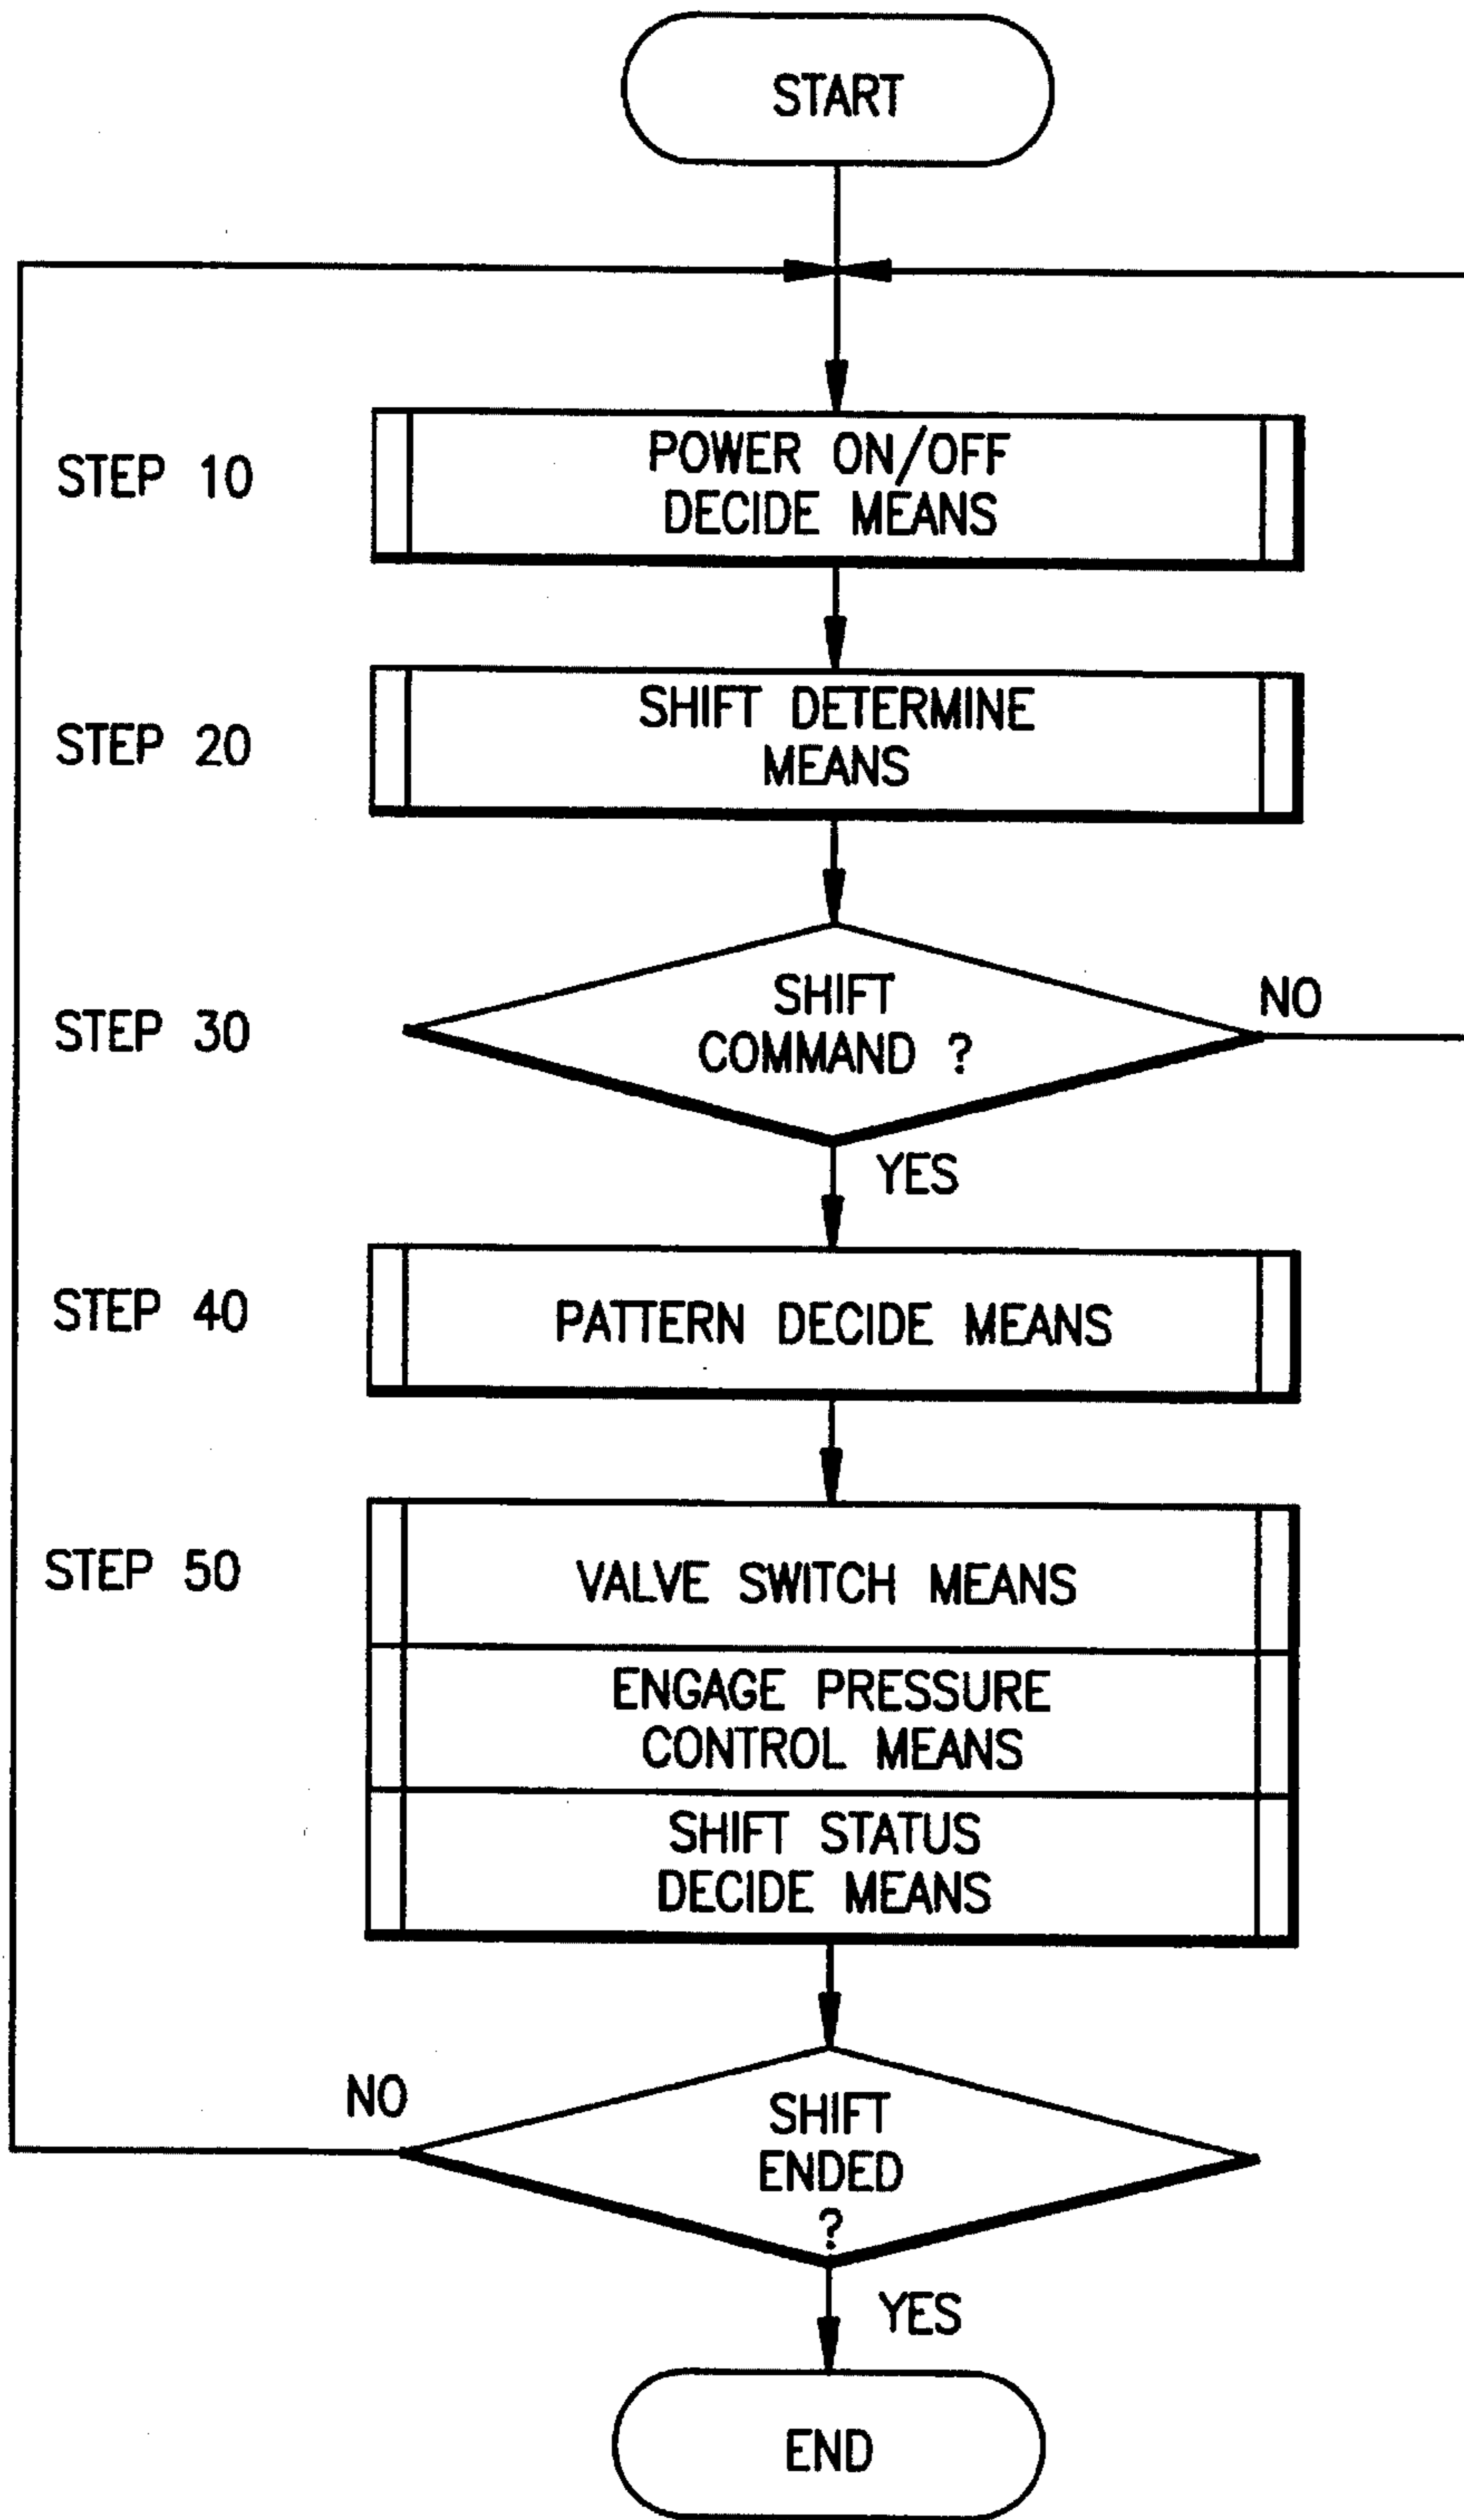 START
STEP 10
POWER ON/OFF
DECIDE MEANS
STEP 20
SHIFT DETERMINE
MEANS
STEP 30
SHIFT
COMMAND ?
NO
YES
STEP 40
PATTERN DECIDE MEANS
STEP 50
VALVE SWITCH MEANS
ENGAGE PRESSURE
CONTROL MEANS
SHIFT STATUS
DECIDE MEANS
NO
SHIFT
ENDED
?
YES
END